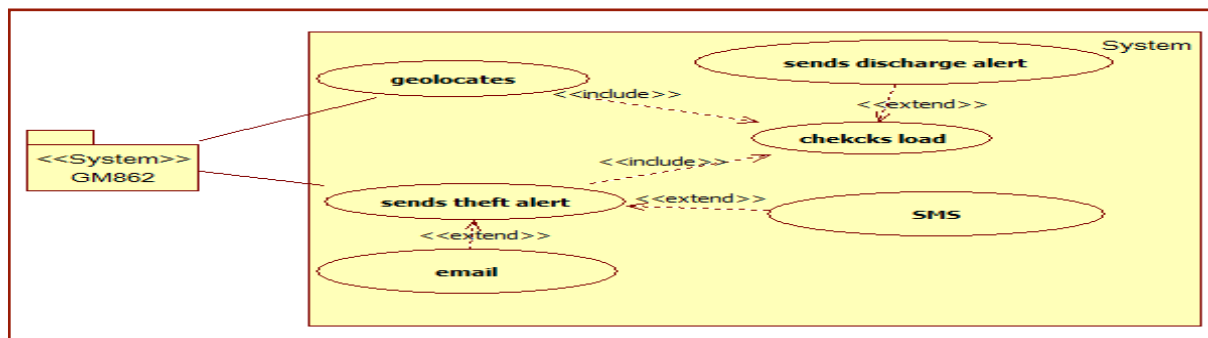 System
sends discharge alert
geolocates
<<include>>
<<extend>>
chekcks load
<<System>>
GM862
<<include>>
sends theft alert
<<extend>>
SMS
<<extend>>
email